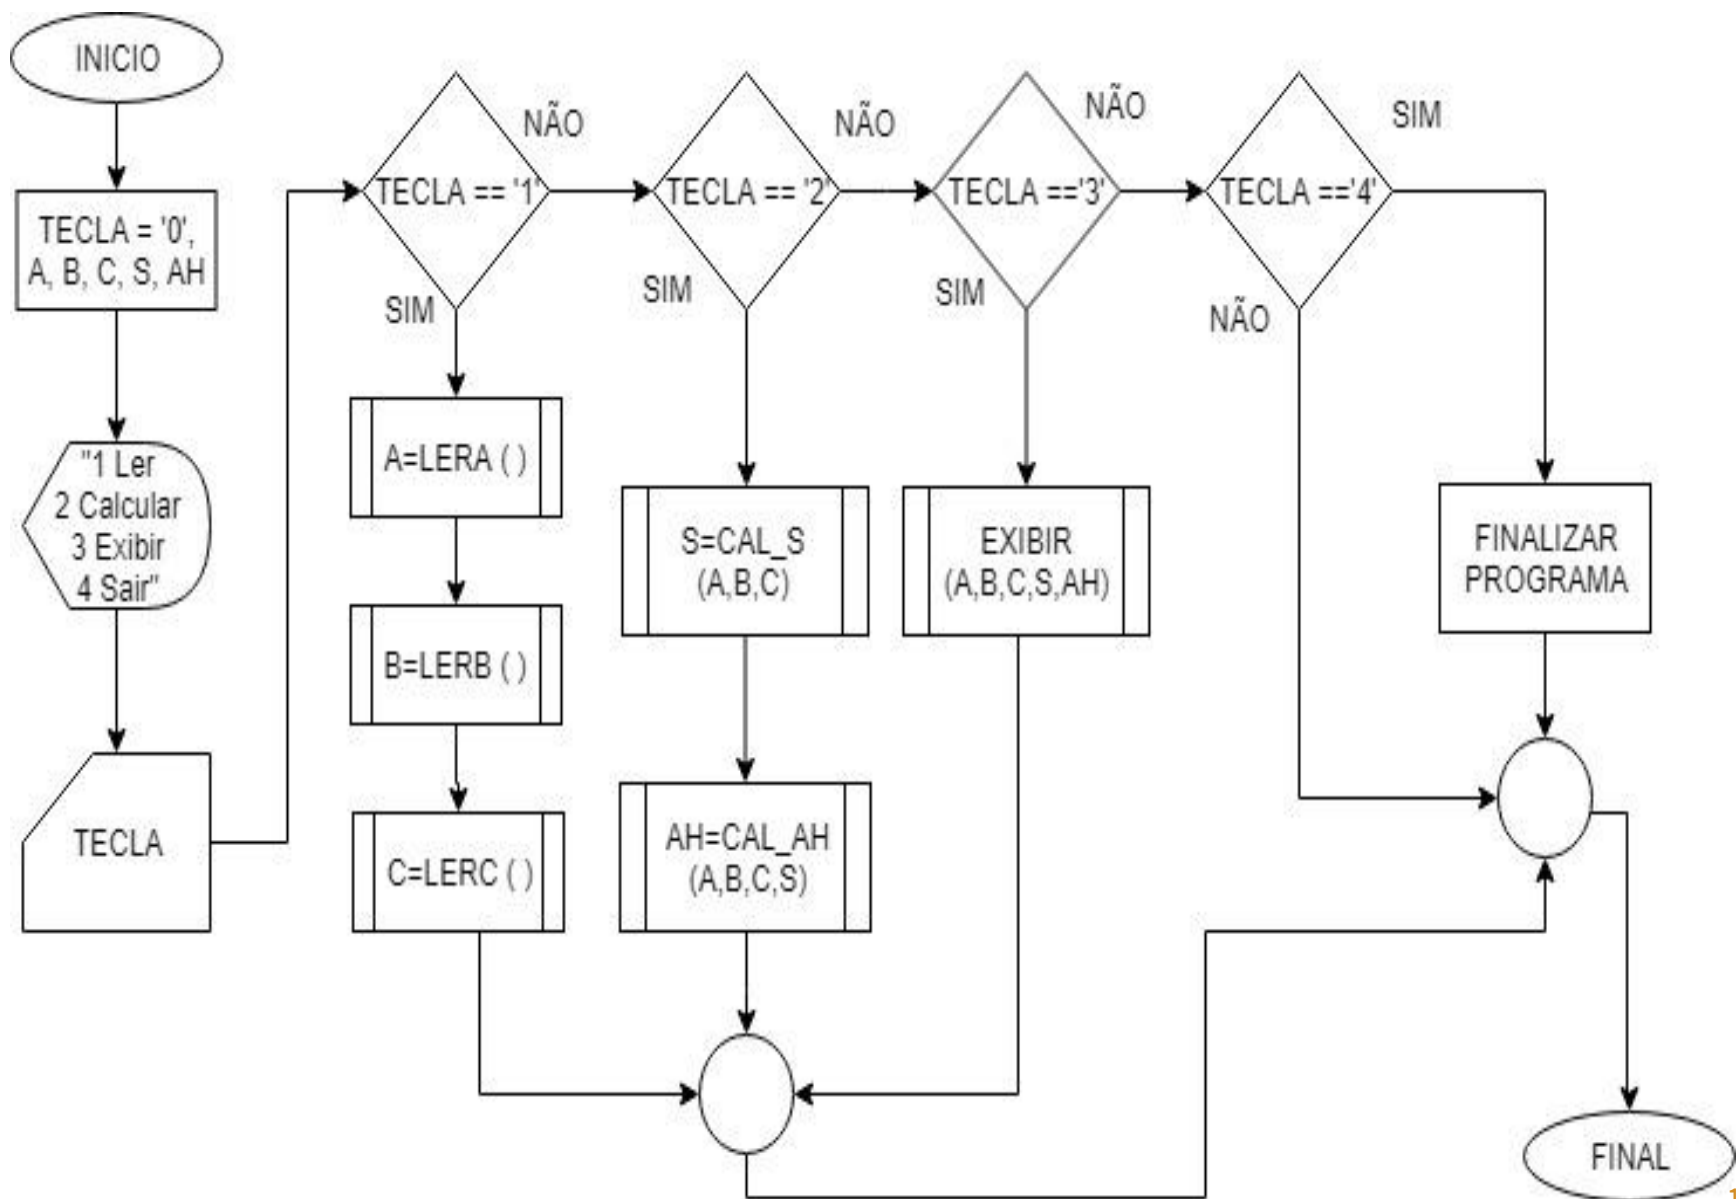 INICIO
TECLA = '0',
A, B, C, S, AH
"1 Ler
2 Calcular
3 Exibir
4 Sair"
TECLA
TECLA == '1'
NÃO
SIM
A=LERA ( )
B=LERB ( )
C=LERC ( )
TECLA == '2'
NÃO
SIM
S=CAL_S
(A,B,C)
AH=CAL_AH
(A,B,C,S)
TECLA =='3'
NÃO
SIM
EXIBIR
(A,B,C,S,AH)
TECLA =='4'
SIM
NÃO
FINALIZAR
PROGRAMA
FINAL